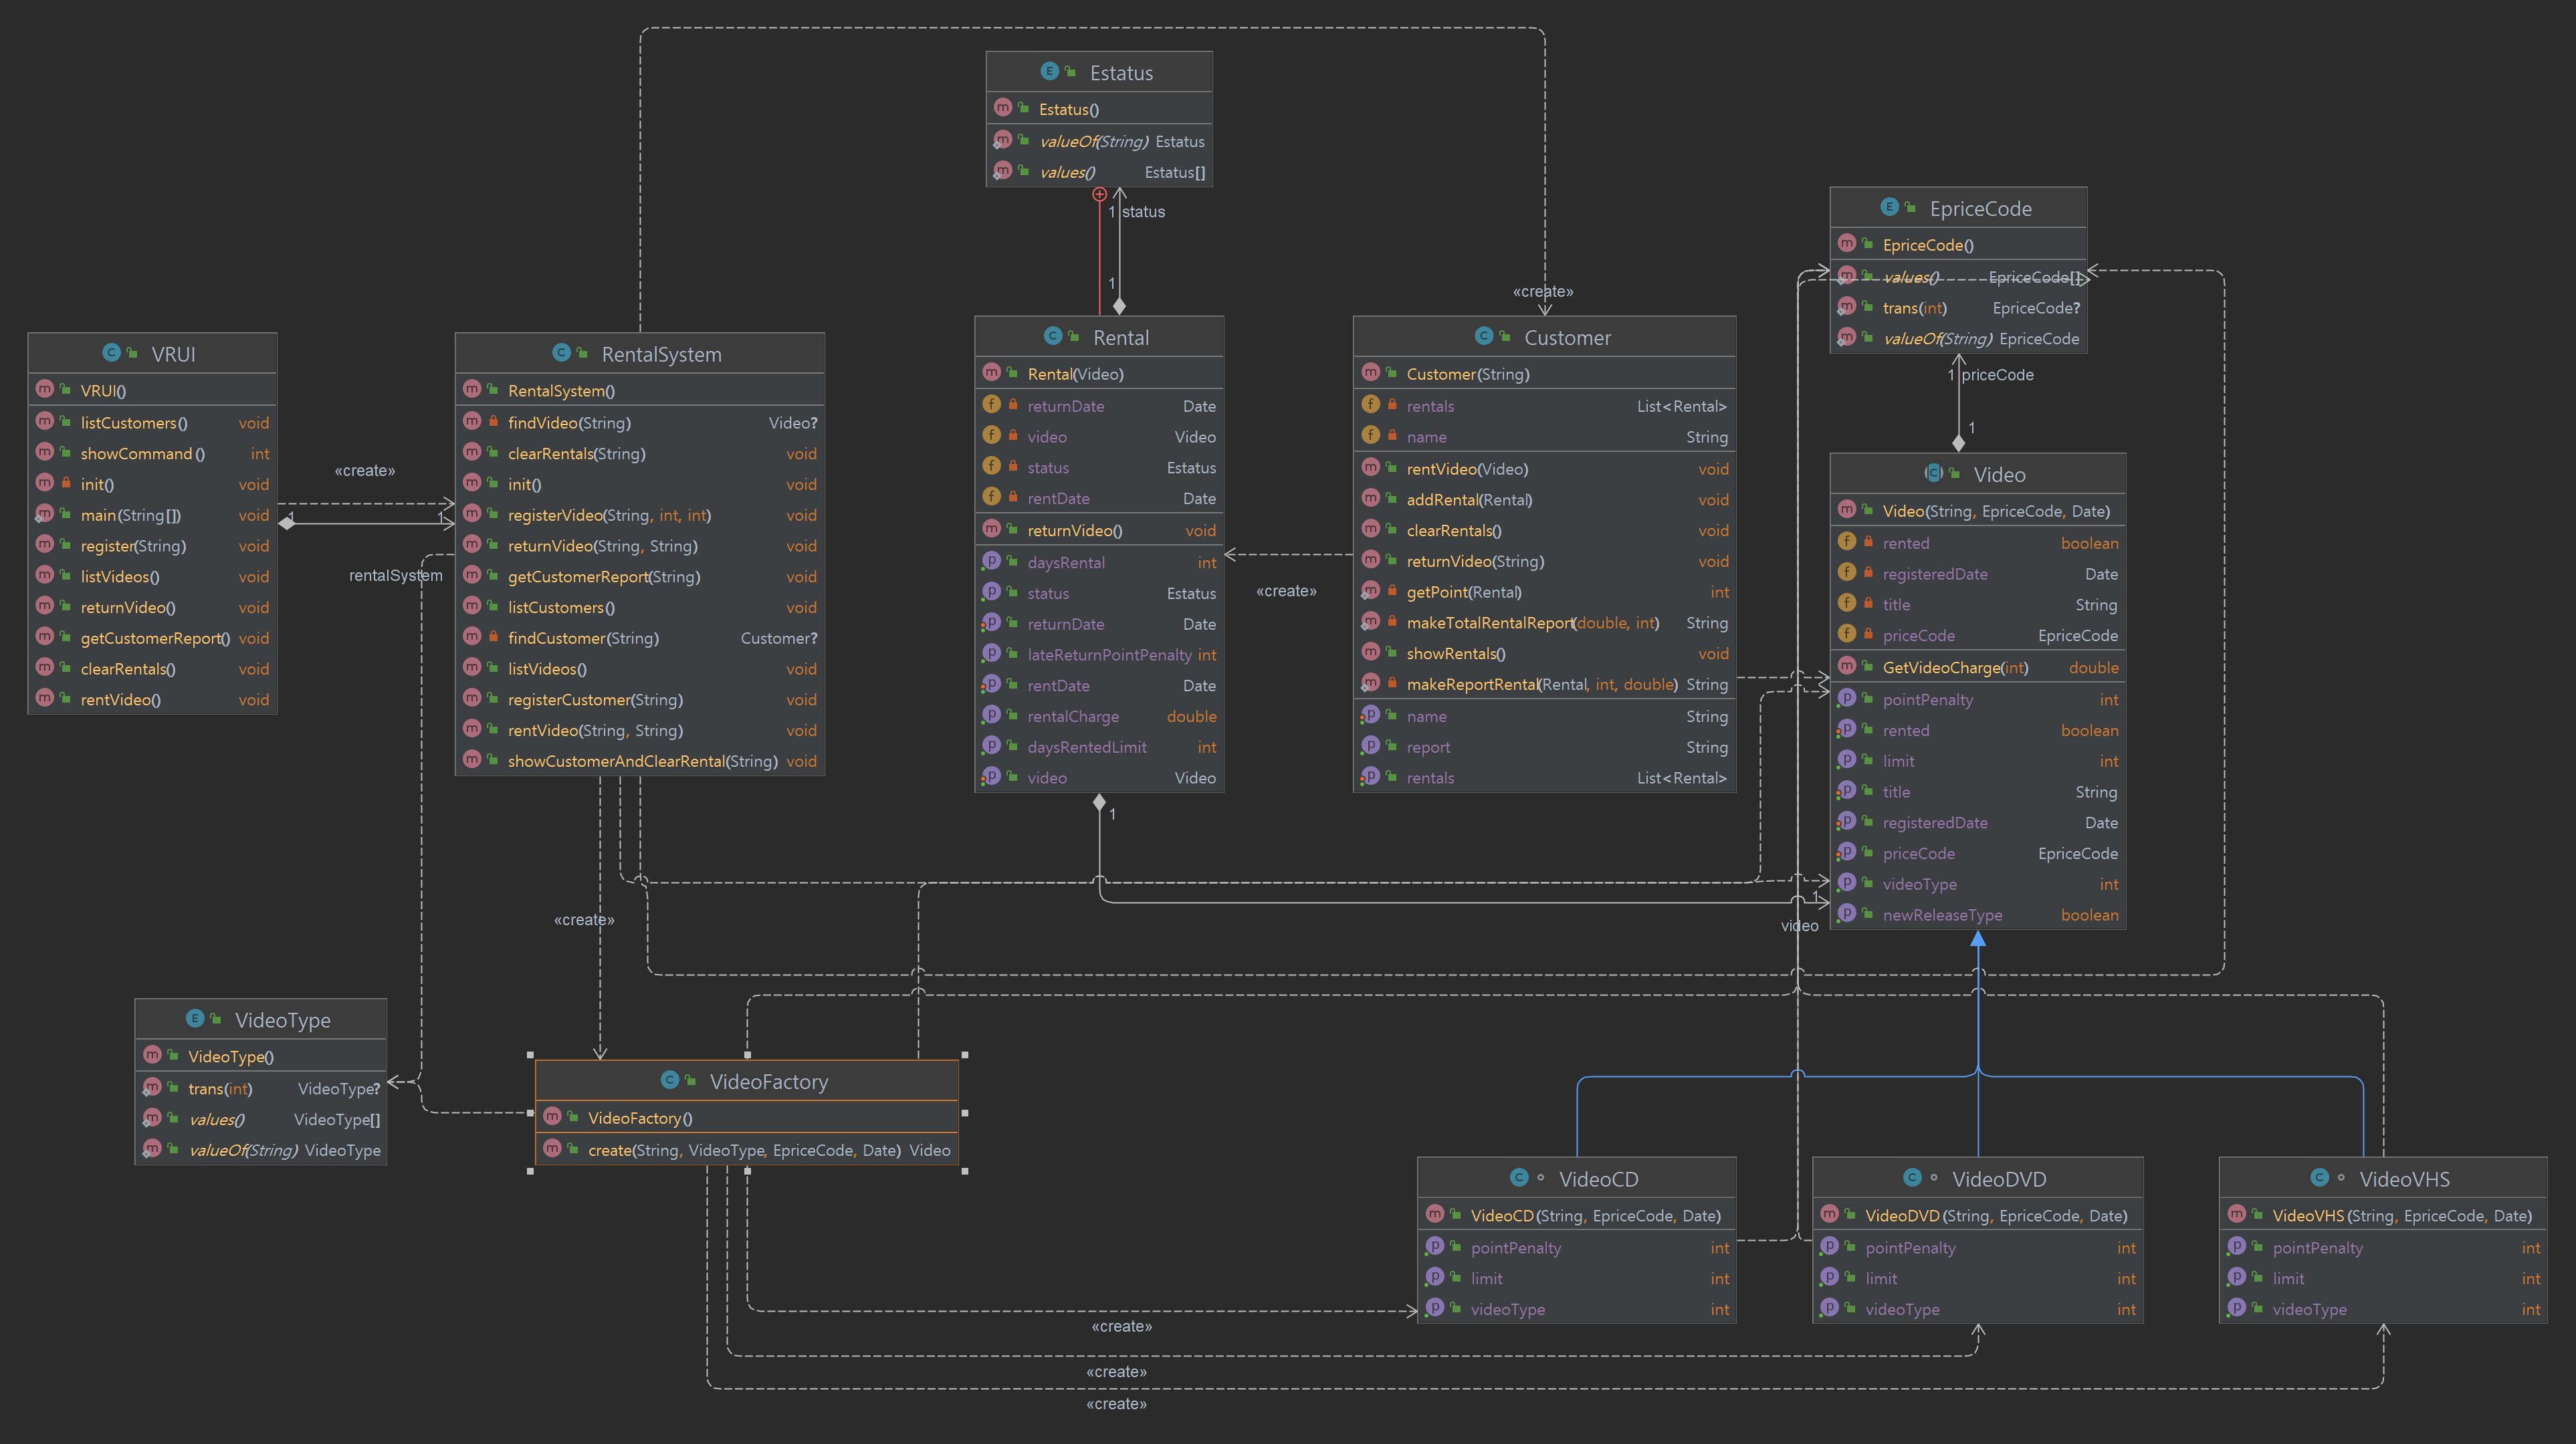 Estatus
Estatus()
valueOf(String) Estatus
values() Estatus[]
1 status
1
EpriceCode
EpriceCode()
values() EpriceCode[]
trans(int) EpriceCode?
valueOf(String) EpriceCode
1 priceCode
1
«create»
VRUI
VRUI()
listCustomers() void
showCommand() int
init() void
main(String[]) void
register(String) void
listVideos() void
returnVideo() void
getCustomerReport() void
clearRentals() void
rentVideo() void
«create»
1
1
rentalSystem
RentalSystem
RentalSystem()
findVideo(String) Video?
clearRentals(String) void
init() void
registerVideo(String, int, int) void
returnVideo(String, String) void
getCustomerReport(String) void
listCustomers() void
findCustomer(String) Customer?
listVideos() void
registerCustomer(String) void
rentVideo(String, String) void
showCustomerAndClearRental(String) void
Rental
Rental(Video)
returnDate Date
video Video
status Estatus
rentDate Date
returnVideo() void
daysRental int
status Estatus
returnDate Date
lateReturnPointPenalty int
rentDate Date
rentalCharge double
daysRentedLimit int
video Video
1
«create»
Customer
Customer(String)
rentals List<Rental>
name String
rentVideo(Video) void
addRental(Rental) void
clearRentals() void
returnVideo(String) void
getPoint(Rental) int
makeTotalRentalReport(double, int) String
showRentals() void
makeReportRental(Rental, int, double) String
name String
report String
rentals List<Rental>
Video
Video(String, EpriceCode, Date)
rented boolean
registeredDate Date
title String
priceCode EpriceCode
GetVideoCharge(int) double
pointPenalty int
rented boolean
limit int
title String
registeredDate Date
priceCode EpriceCode
videoType int
newReleaseType boolean
1
video
«create»
VideoType
VideoType()
trans(int) VideoType?
values() VideoType[]
valueOf(String) VideoType
VideoFactory
VideoFactory()
create(String, VideoType, EpriceCode, Date) Video
VideoCD
VideoCD(String, EpriceCode, Date)
pointPenalty int
limit int
videoType int
VideoDVD
VideoDVD(String, EpriceCode, Date)
pointPenalty int
limit int
videoType int
VideoVHS
VideoVHS(String, EpriceCode, Date)
pointPenalty int
limit int
videoType int
«create»
«create»
«create»